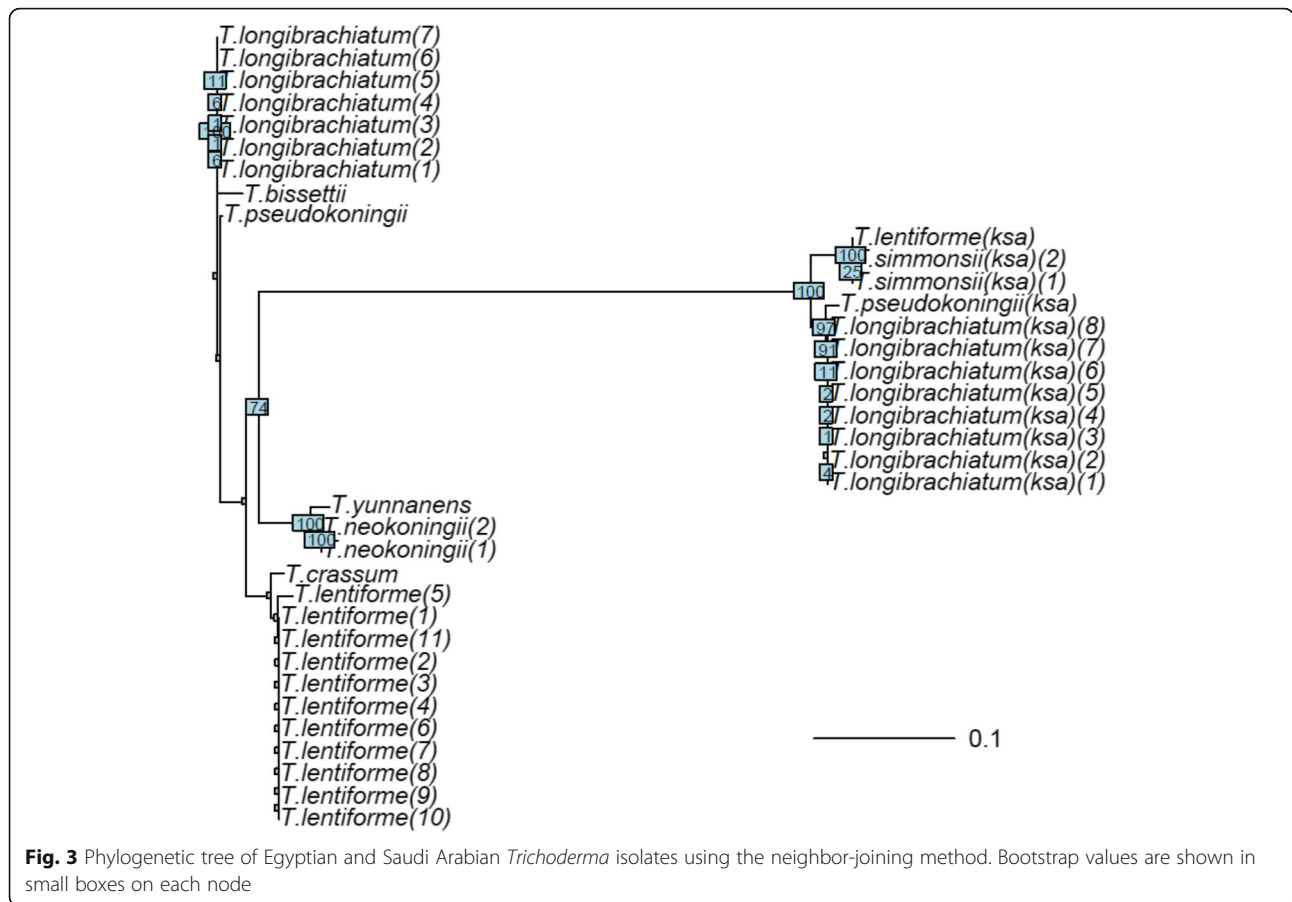 T.longibrachiatum(7)
T.longibrachiatum(6)
11
T.longibrachiatum(5)
6
T.longibrachiatum(4)
1
T.longibrachiatum(3)
1
T.longibrachiatum(2)
6
T.longibrachiatum(1)
T.bissettii
T.pseudokoningii
T.lentiforme(ksa)
100
T.simmonsii(ksa)(2)
25
T.simmonsii(ksa)(1)
100
T.pseudokoningii(ksa)
97
T.longibrachiatum(ksa)(8)
91
T.longibrachiatum(ksa)(7)
11
T.longibrachiatum(ksa)(6)
2
T.longibrachiatum(ksa)(5)
2
T.longibrachiatum(ksa)(4)
1
T.longibrachiatum(ksa)(3)
T.longibrachiatum(ksa)(2)
4
T.longibrachiatum(ksa)(1)
74
T.yunnanens
100
T.neokoningii(2)
100
T.neokoningii(1)
T.crassum
T.lentiforme(5)
T.lentiforme(1)
T.lentiforme(11)
T.lentiforme(2)
T.lentiforme(3)
T.lentiforme(4)
T.lentiforme(6)
T.lentiforme(7)
T.lentiforme(8)
T.lentiforme(9)
T.lentiforme(10)
0.1
Fig. 3 Phylogenetic tree of Egyptian and Saudi Arabian Trichoderma isolates using the neighbor-joining method. Bootstrap values are shown in
small boxes on each node